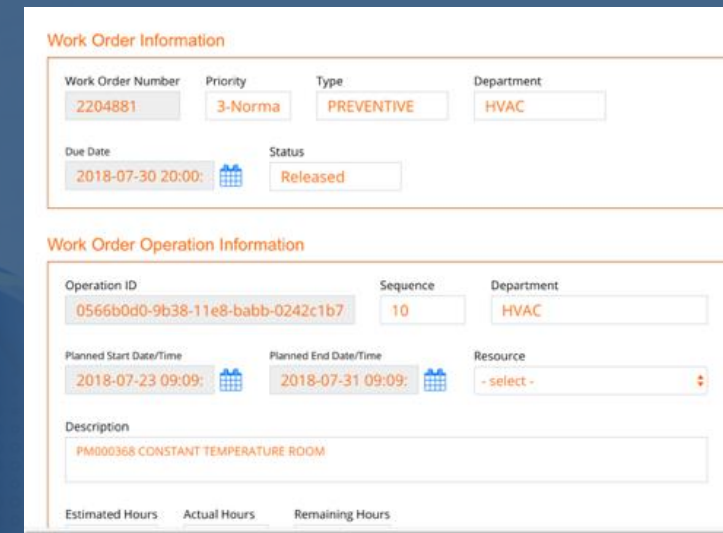 Work Order Information
Work Order Number Priority Type Department
2204881 3-Norma PREVENTIVE HVAC
Due Date Status
2018-07-30 20:00: Released
Work Order Operation Information
Operation ID Sequence Department
0566b0d0-9b38-11e8-babb-0242c1b7 10 HVAC
Planned Start Date/Time Planned End Date/Time Resource
2018-07-23 09:09: 2018-07-31 09:09: - select -
Description
PM000368 CONSTANT TEMPERATURE ROOM
Estimated Hours Actual Hours Remaining Hours